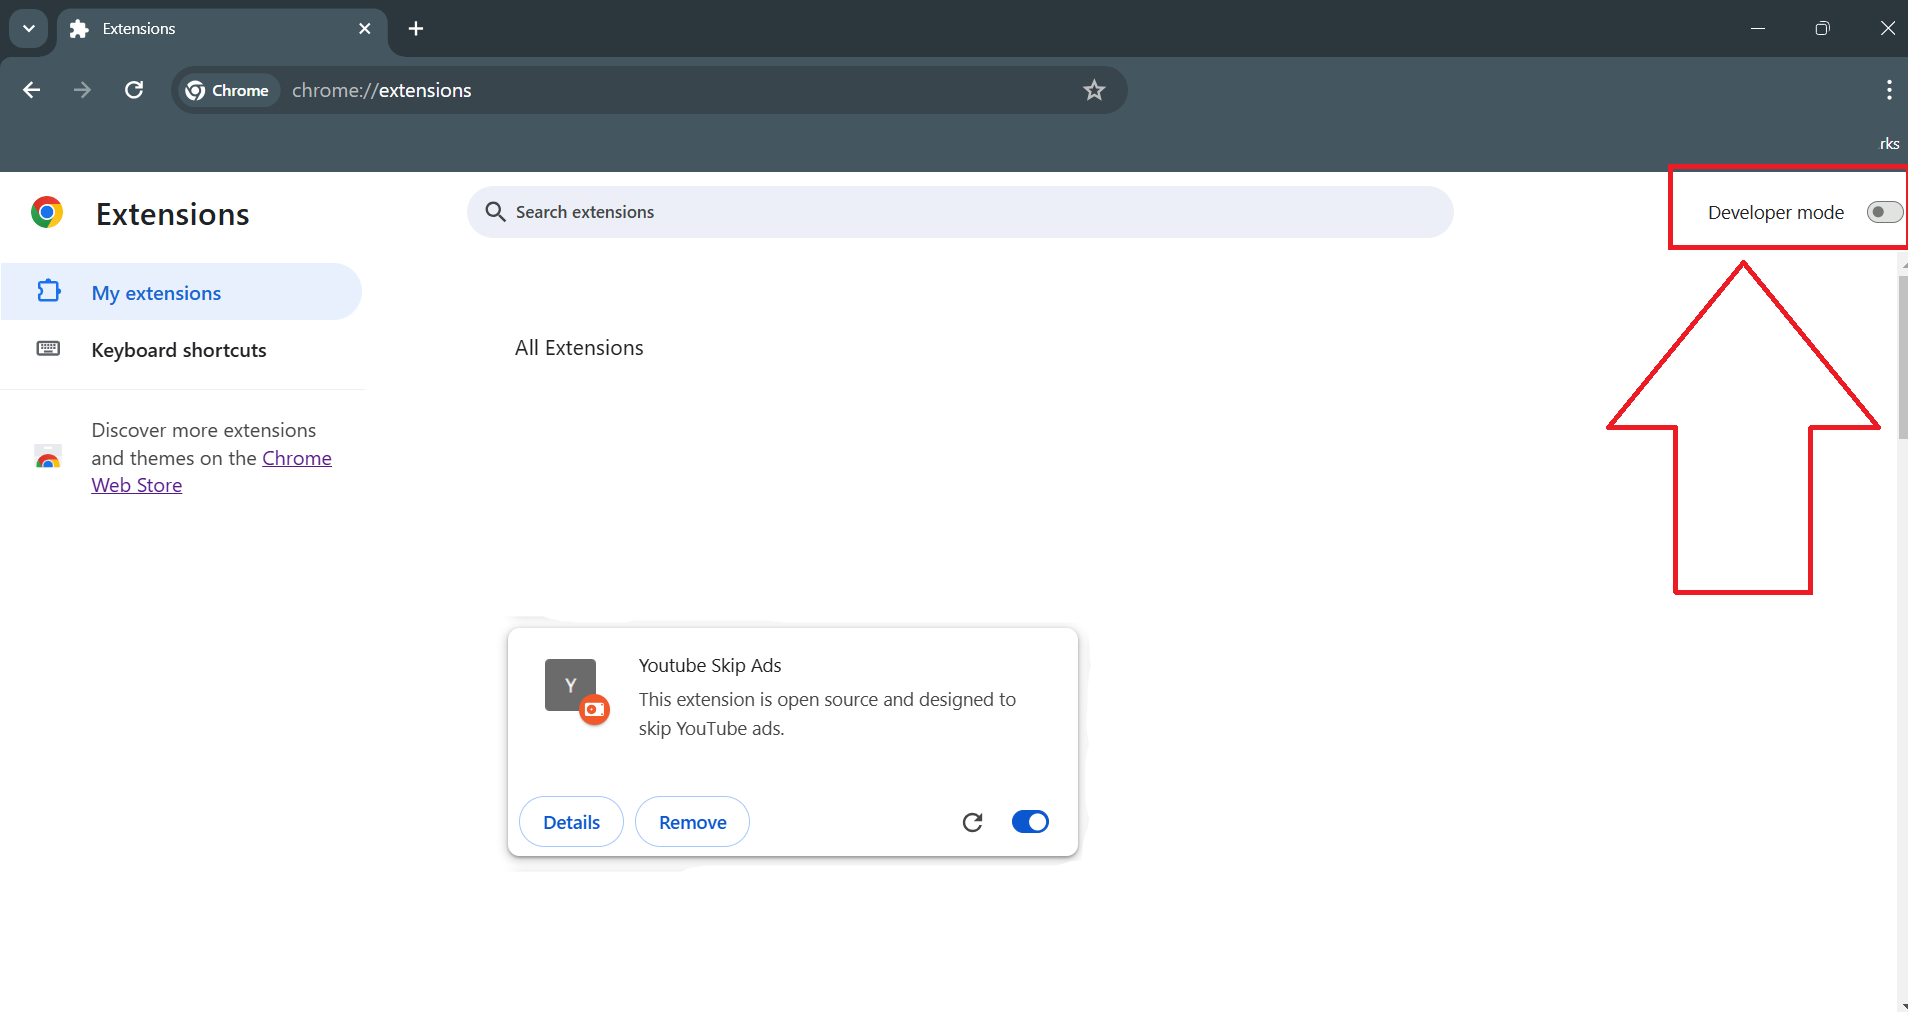 Extensions
Chrome
chrome://extensions
rks
Extensions
Search extensions
Developer mode
My extensions
Keyboard shortcuts
All Extensions
Discover more extensions
and themes on the Chrome
Web Store
Y
Youtube Skip Ads
This extension is open source and designed to
skip YouTube ads.
Details
Remove